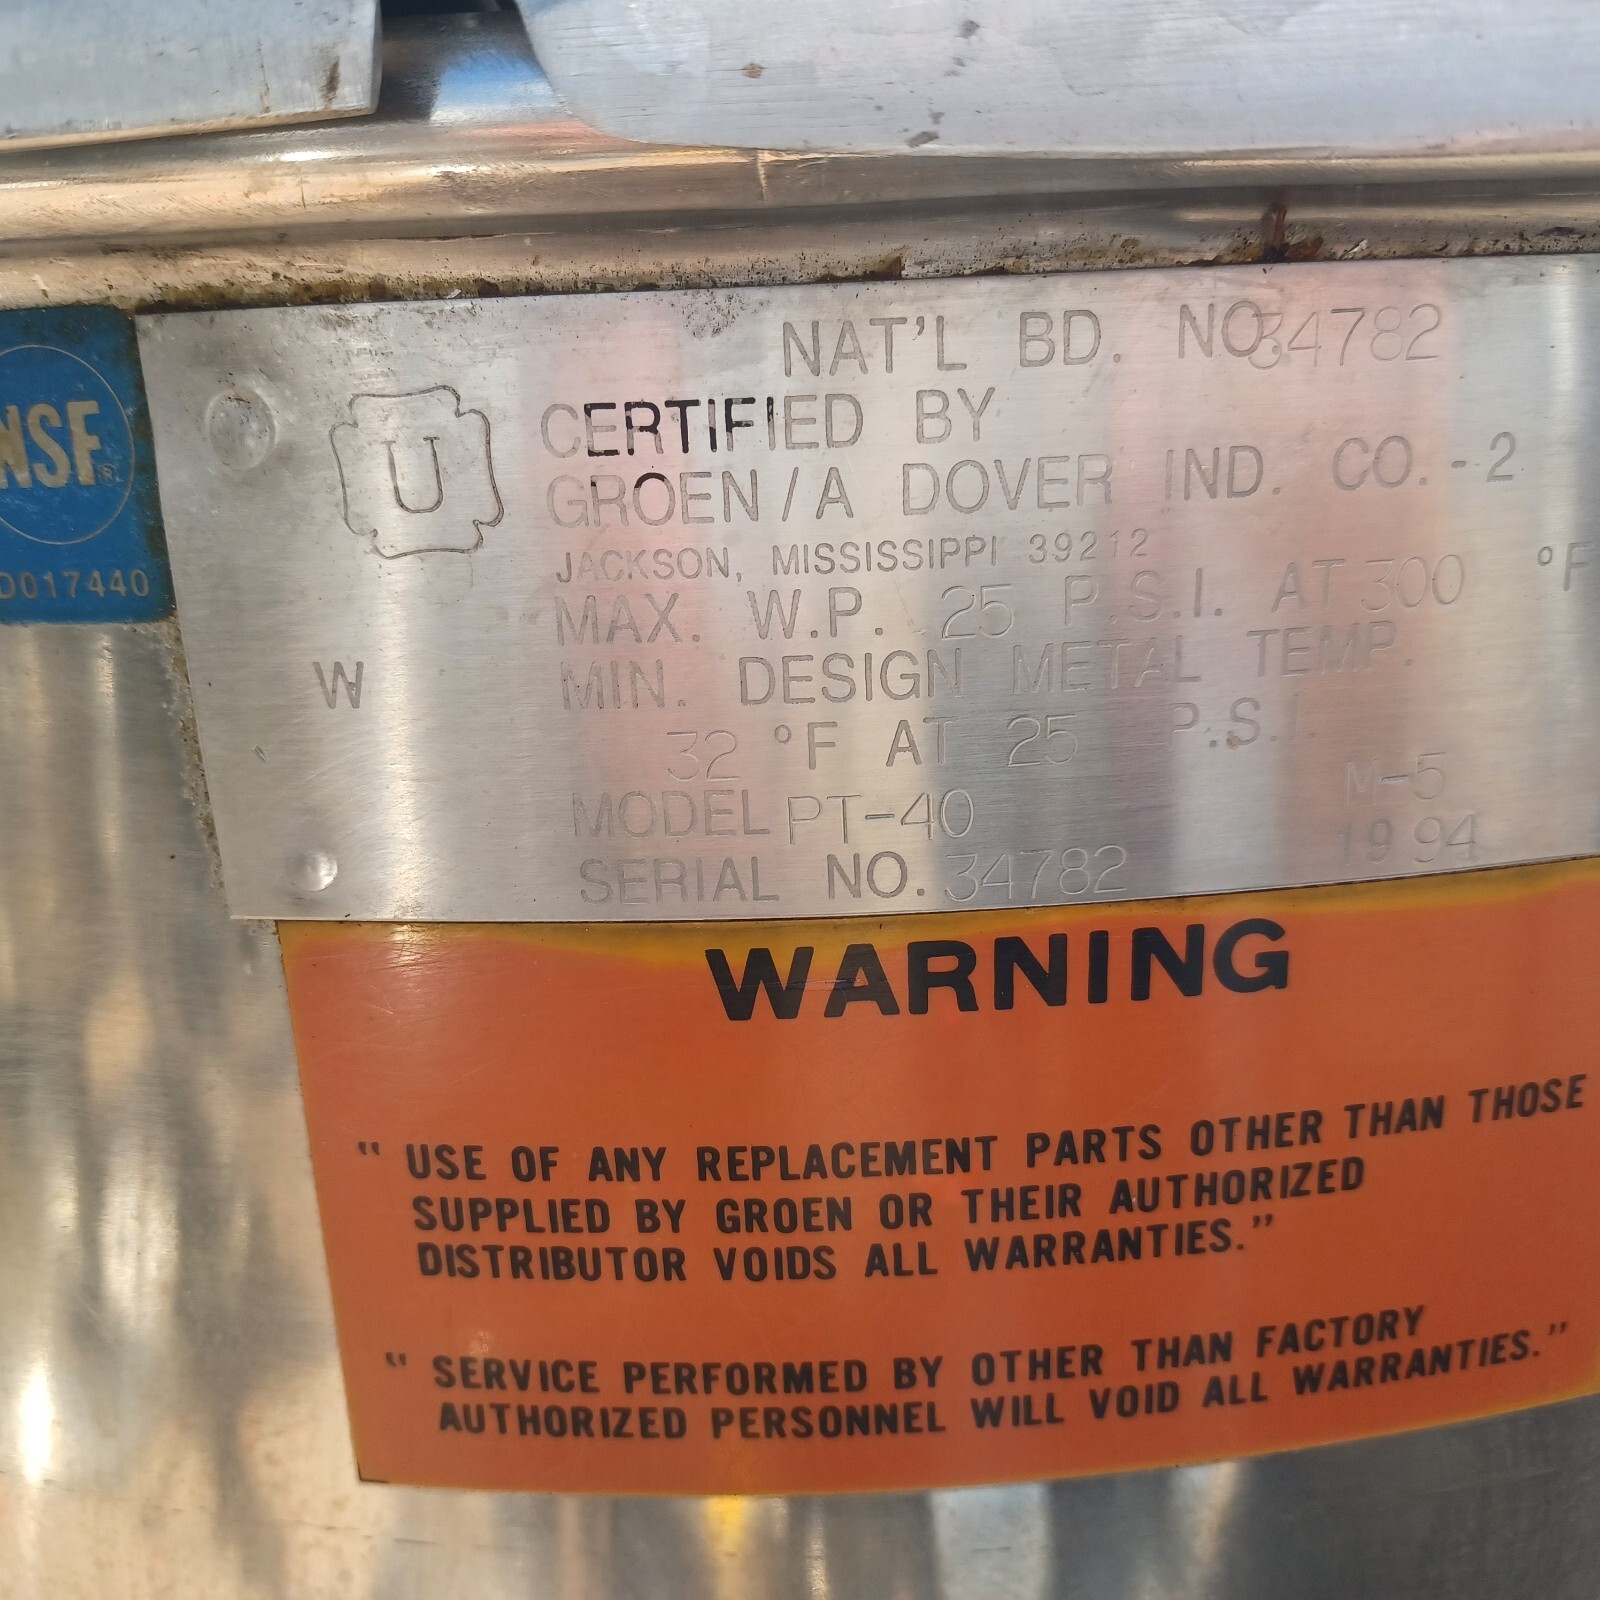 NAT'L BD. NO. 34782
U
CERTIFIED BY
GROEN/A DOVER IND. CO.-2
JACKSON, MISSISSIPPI 39212
MAX. W.P. 25 P.S.I. AT 300 °F
W
MIN. DESIGN METAL TEMP.
32 °F AT 25 P.S.I.
M-5
MODEL PT-40
1994
SERIAL NO. 34782
NSF®
D017440
WARNING
" USE OF ANY REPLACEMENT PARTS OTHER THAN THOSE
SUPPLIED BY GROEN OR THEIR AUTHORIZED
DISTRIBUTOR VOIDS ALL WARRANTIES."
" SERVICE PERFORMED BY OTHER THAN FACTORY
AUTHORIZED PERSONNEL WILL VOID ALL WARRANTIES."